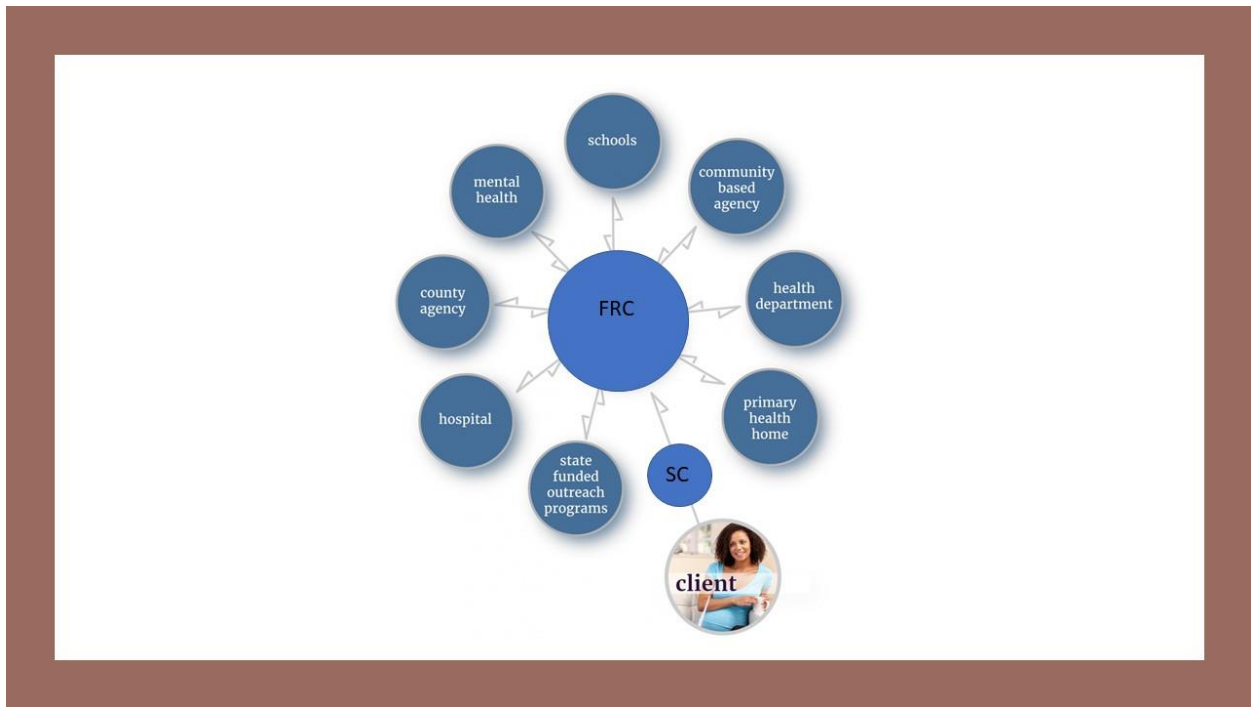 schools
mental
health
community
based
agency
county
agency
FRC
health
department
hospital
primary
health
home
state
funded
outreach
programs
SC
client